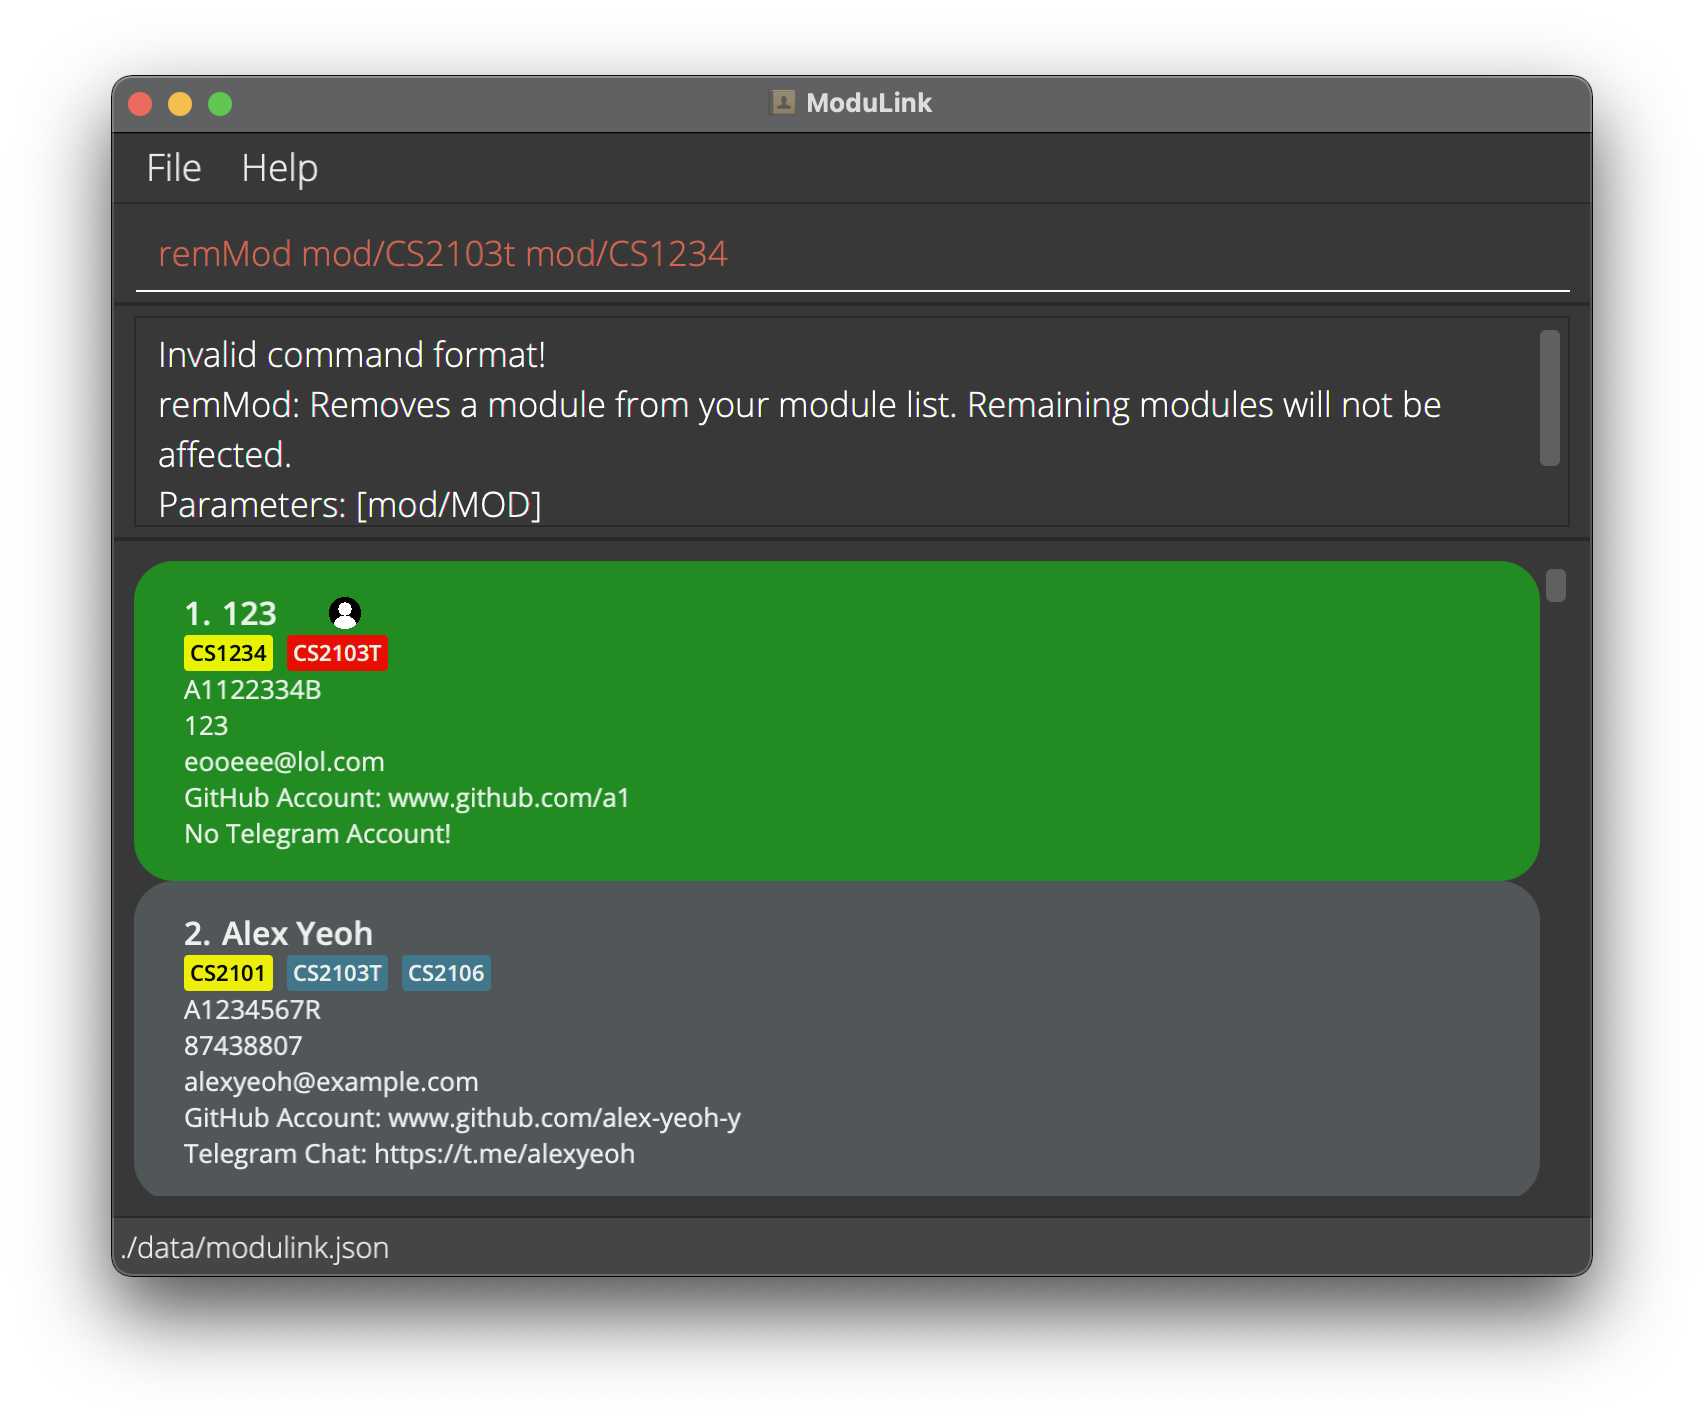 ModuLink
File Help
remMod mod/CS2103t mod/CS1234
Invalid command format!
remMod: Removes a module from your module list. Remaining modules will not be
affected.
Parameters: [mod/MOD]
1. 123
CS1234 CS2103T
A1122334B
123
eooeee@lol.com
GitHub Account: www.github.com/a1
No Telegram Account!
2. Alex Yeoh
CS2101 CS2103T CS2106
A1234567R
87438807
alexyeoh@example.com
GitHub Account: www.github.com/alex-yeoh-y
Telegram Chat: https://t.me/alexyeoh
./data/modulink.json